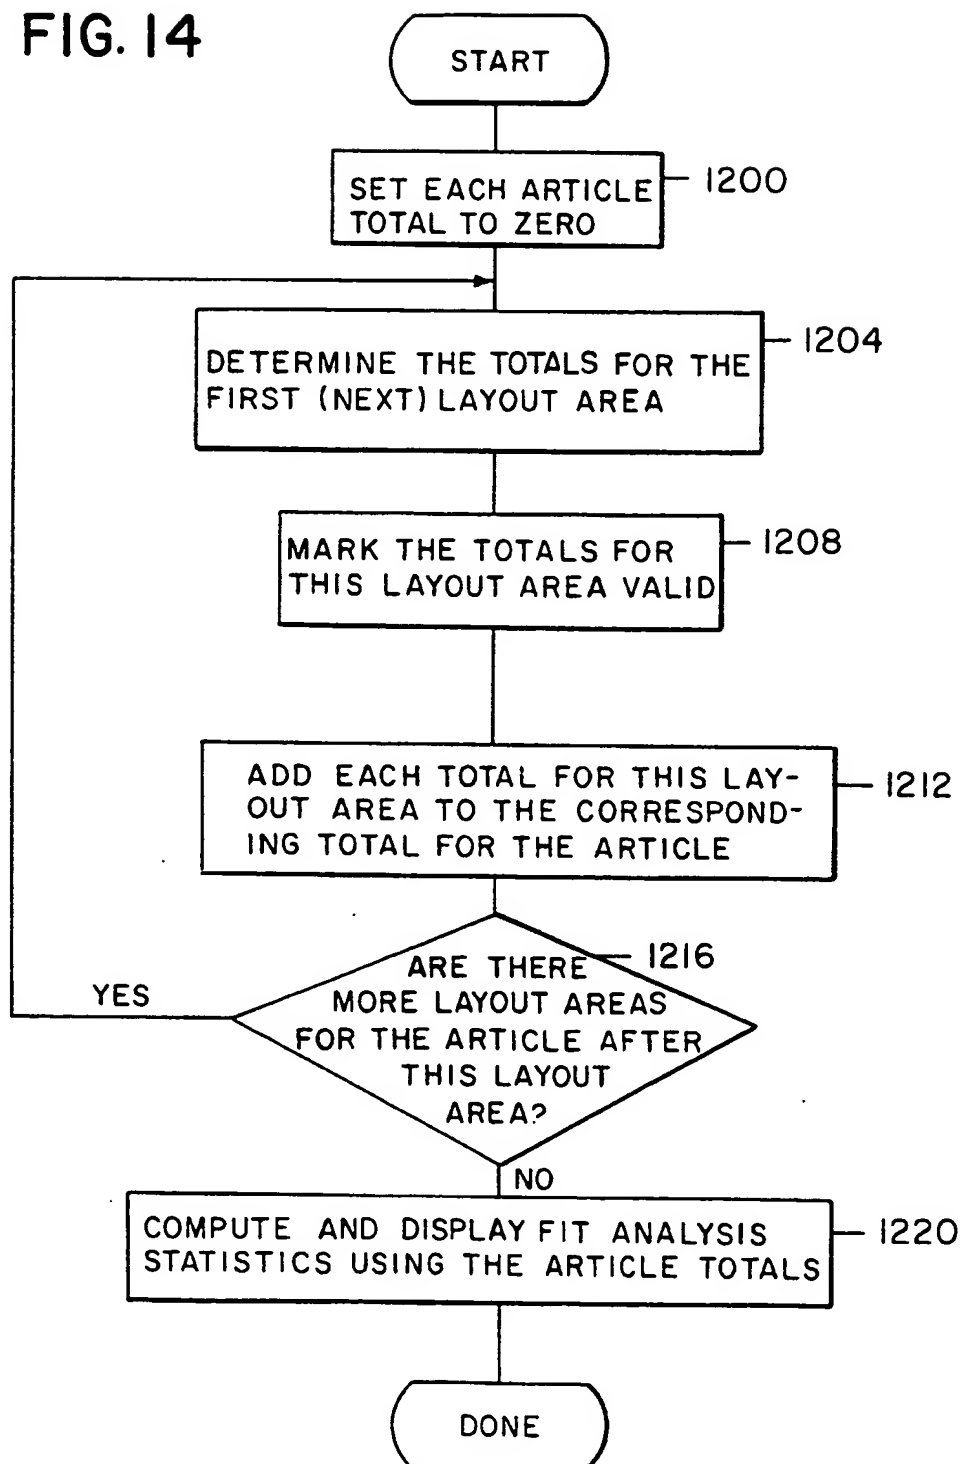 FIG. 14
START
SET EACH ARTICLE
TOTAL TO ZERO
1200
DETERMINE THE TOTALS FOR THE
FIRST (NEXT) LAYOUT AREA
1204
MARK THE TOTALS FOR
THIS LAYOUT AREA VALID
1208
ADD EACH TOTAL FOR THIS LAY-
OUT AREA TO THE CORRESPOND-
ING TOTAL FOR THE ARTICLE
1212
ARE THERE
MORE LAYOUT AREAS
FOR THE ARTICLE AFTER
THIS LAYOUT
AREA?
1216
YES
NO
COMPUTE AND DISPLAY FIT ANALYSIS
STATISTICS USING THE ARTICLE TOTALS
1220
DONE